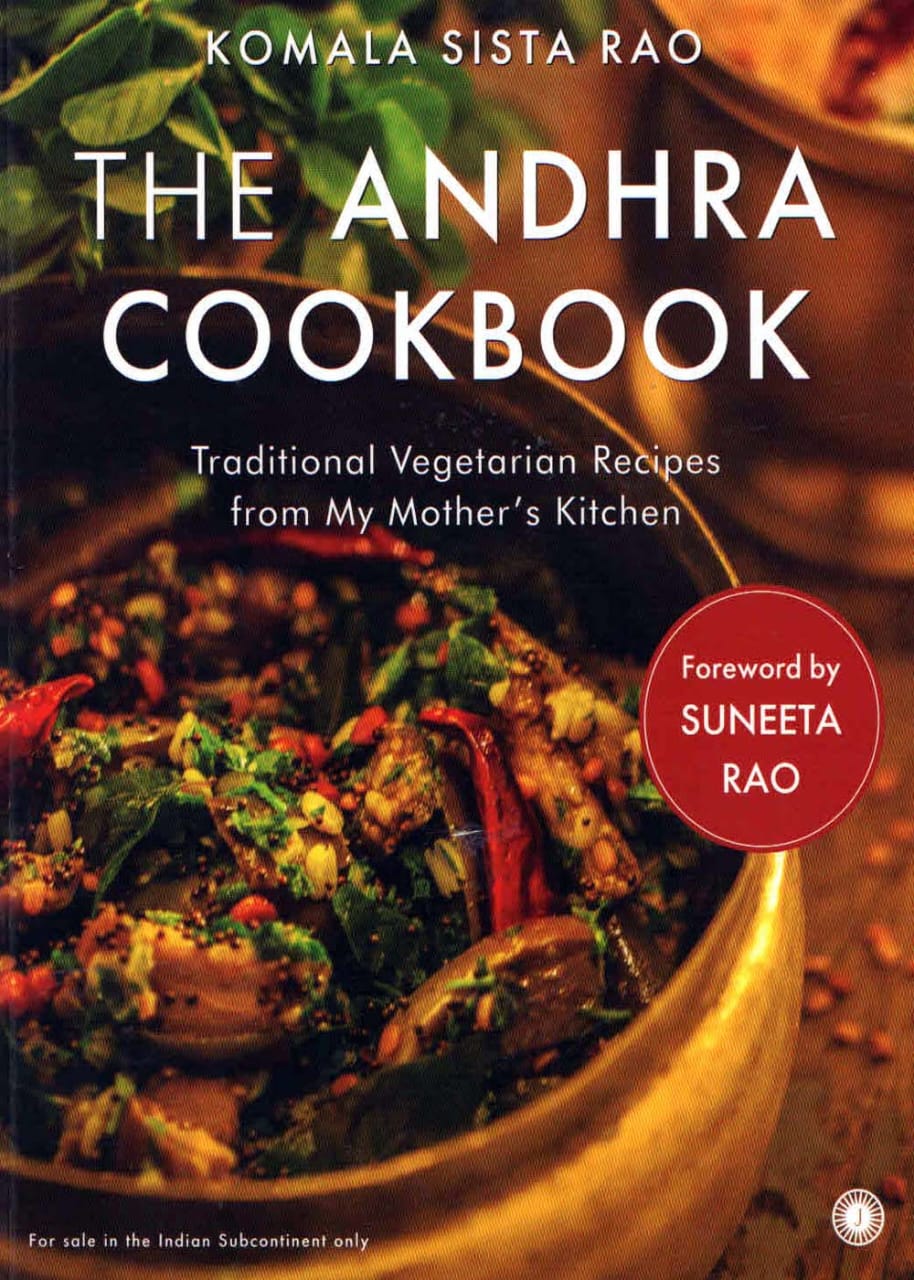 KOMALA SISTA RAO
THE ANDHRA
COOKBOOK
Traditional Vegetarian Recipes
from My Mother's Kitchen
Foreword by
SUNEETA
RAO
For sale in the Indian Subcontinent only
J